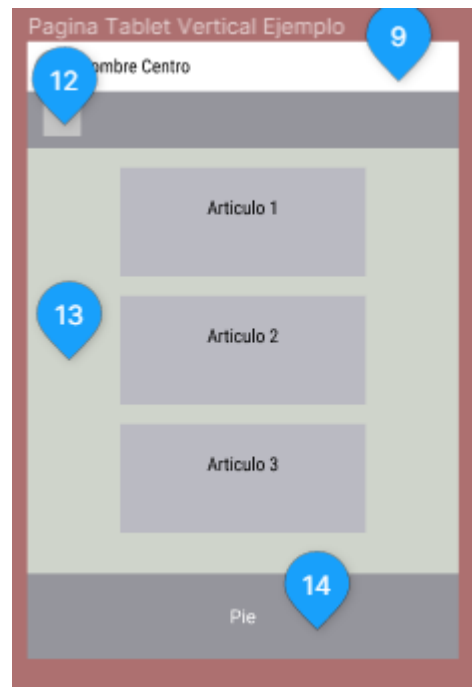 Pagina Tablet Vertical Ejemplo
9
12
ombre Centro
Articulo 1
13
Articulo 2
Articulo 3
14
Pie